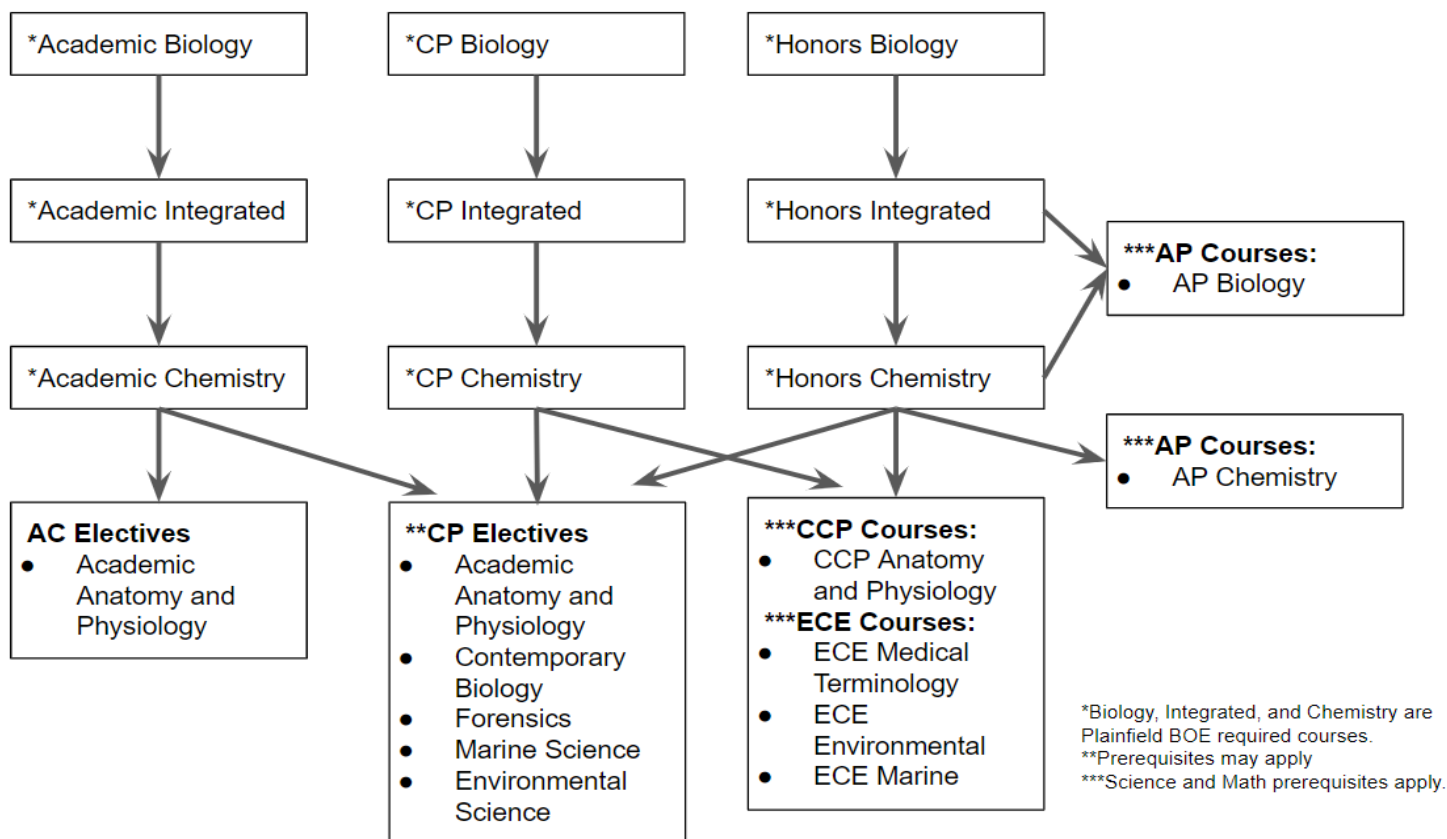 *Academic Biology
*CP Biology
*Honors Biology
*Academic Integrated
*CP Integrated
*Honors Integrated
***AP Courses:
● AP Biology
*Academic Chemistry
*CP Chemistry
*Honors Chemistry
***AP Courses:
● AP Chemistry
AC Electives
● Academic
Anatomy and
Physiology
**CP Electives
● Academic
Anatomy and
Physiology
● Contemporary
Biology
● Forensics
● Marine Science
● Environmental
Science
***CCP Courses:
● CCP Anatomy
and Physiology
***ECE Courses:
● ECE Medical
Terminology
● ECE
Environmental
● ECE Marine
*Biology, Integrated, and Chemistry are
Plainfield BOE required courses.
**Prerequisites may apply
***Science and Math prerequisites apply.